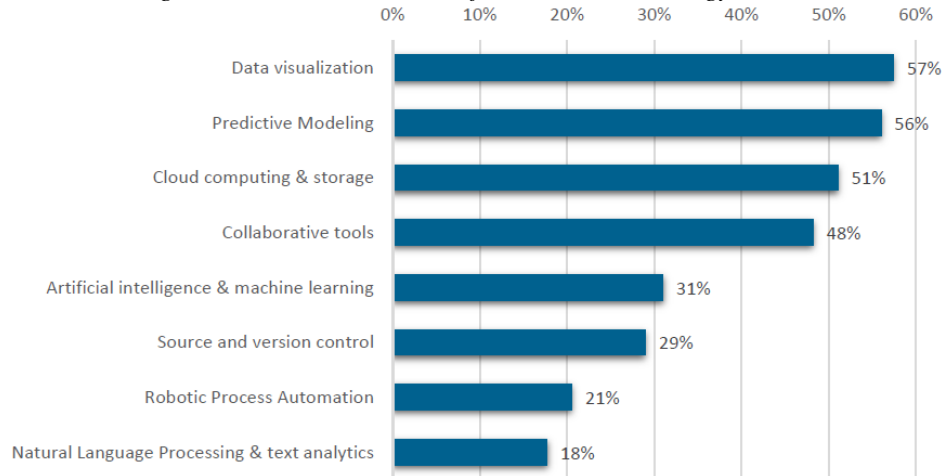 0% 10% 20% 30% 40% 50% 60%
Data visualization 57%
Predictive Modeling 56%
Cloud computing & storage 51%
Collaborative tools 48%
Artificial intelligence & machine learning 31%
Source and version control 29%
Robotic Process Automation 21%
Natural Language Processing & text analytics 18%